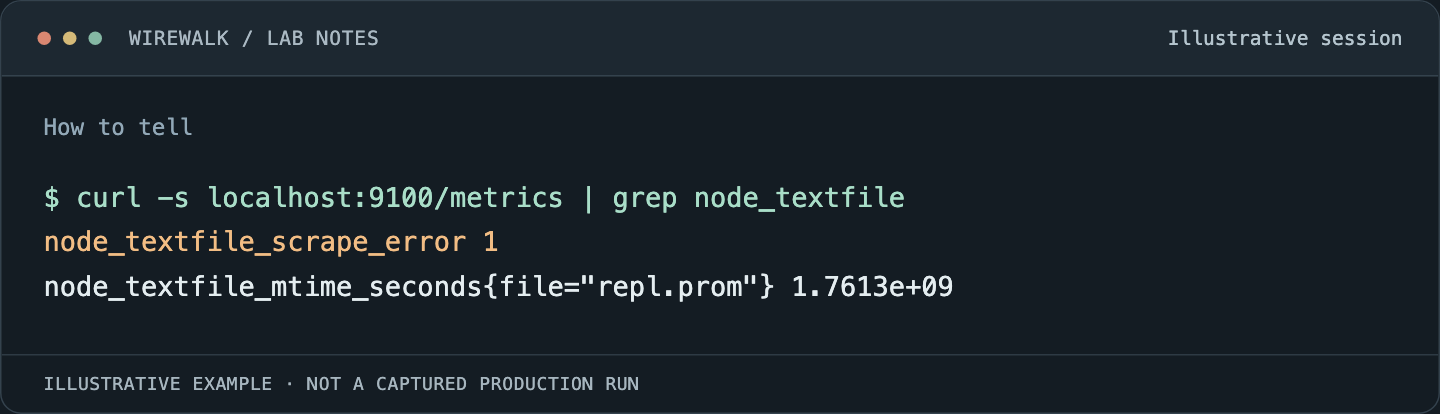 WIREWALK / LAB NOTES
Illustrative session
How to tell
$ curl -s localhost:9100/metrics | grep node_textfile
node_textfile_scrape_error 1
node_textfile_mtime_seconds{file="repl.prom"} 1.7613e+09
ILLUSTRATIVE EXAMPLE · NOT A CAPTURED PRODUCTION RUN